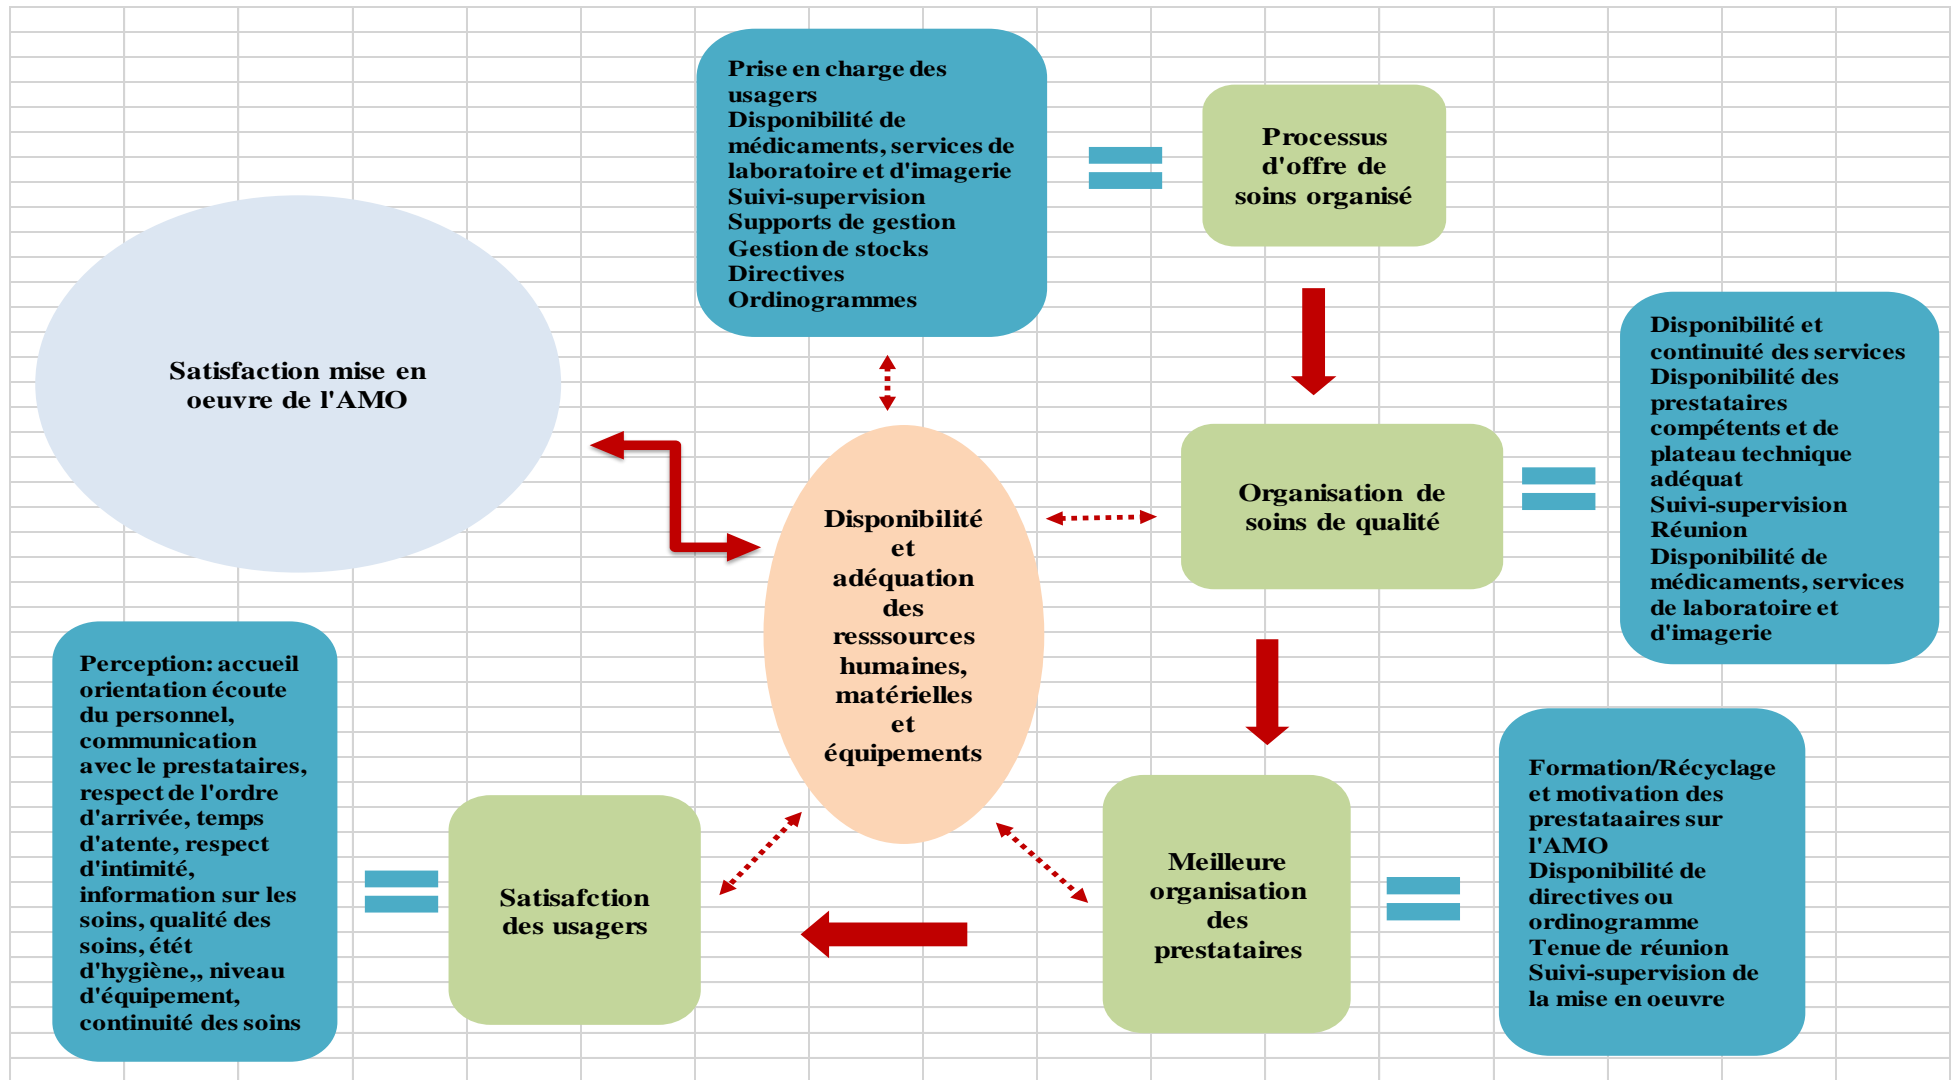 Prise en charge des
usagers
Disponibilité de
médicaments, services de
laboratoire et d'imagerie
Suivi-supervision
Supports de gestion
Gestion de stocks
Directives
Ordinogrammes
Processus
d'offre de
soins organisé
Satisfaction mise en
oeuvre de l'AMO
Disponibilité et
continuité des services
Disponibilité des
prestataires
compétents et de
plateau technique
adéquat
Suivi-supervision
Réunion
Disponibilité de
médicaments, services
de laboratoire et
d'imagerie
Organisation de
soins de qualité
Disponibilité
et
adéquation
des
resssources
humaines,
matérielles
et
équipements
Perception: accueil
orientation écoute
du personnel,
communication
avec le prestataires,
respect de l'ordre
d'arrivée, temps
d'atente, respect
d'intimité,
information sur les
soins, qualité des
soins, étét
d'hygiène,, niveau
d'équipement,
continuité des soins
Satisafction
des usagers
Meilleure
organisation
des
prestataires
Formation/Récyclage
et motivation des
prestataaires sur
l'AMO
Disponibilité de
directives ou
ordinogramme
Tenue de réunion
Suivi-supervision de
la mise en oeuvre